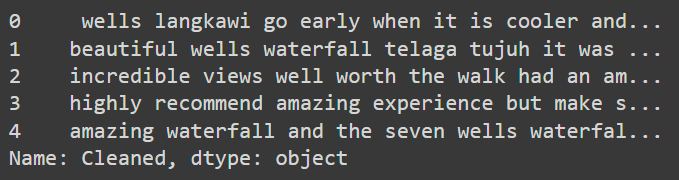 0     wells langkawi go early when it is cooler and...
1    beautiful wells waterfall telaga tujuh it was ...
2    incredible views well worth the walk had an am...
3    highly recommend amazing experience but make s...
4    amazing waterfall and the seven wells waterfal...
Name: Cleaned, dtype: object